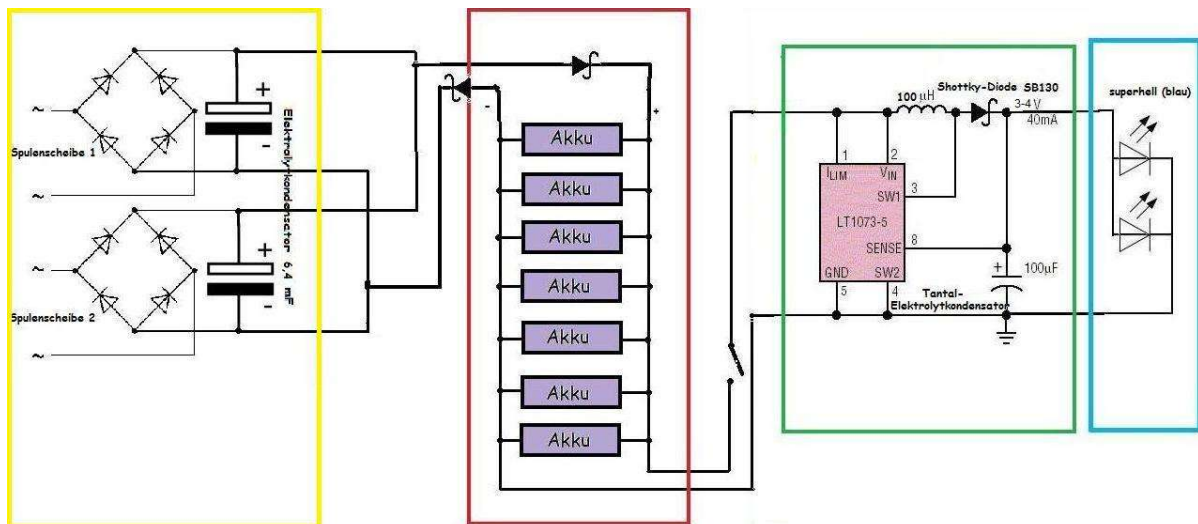 ~
Spulenscheibe 1
~
~
Spulenscheibe 2
~
+
-
+
-
Elektrolytkondensator 6,4 mF
-
+
Akku
Akku
Akku
Akku
Akku
Akku
Akku
Shottky-Diode SB130
100 µH
3-4 V
40mA
1
2
ILIM
VIN
SW1
3
LT1073-5
SENSE
8
GND
SW2
5
4
+
100µF
Tantal-
Elektrolytkondensator
superhell (blau)